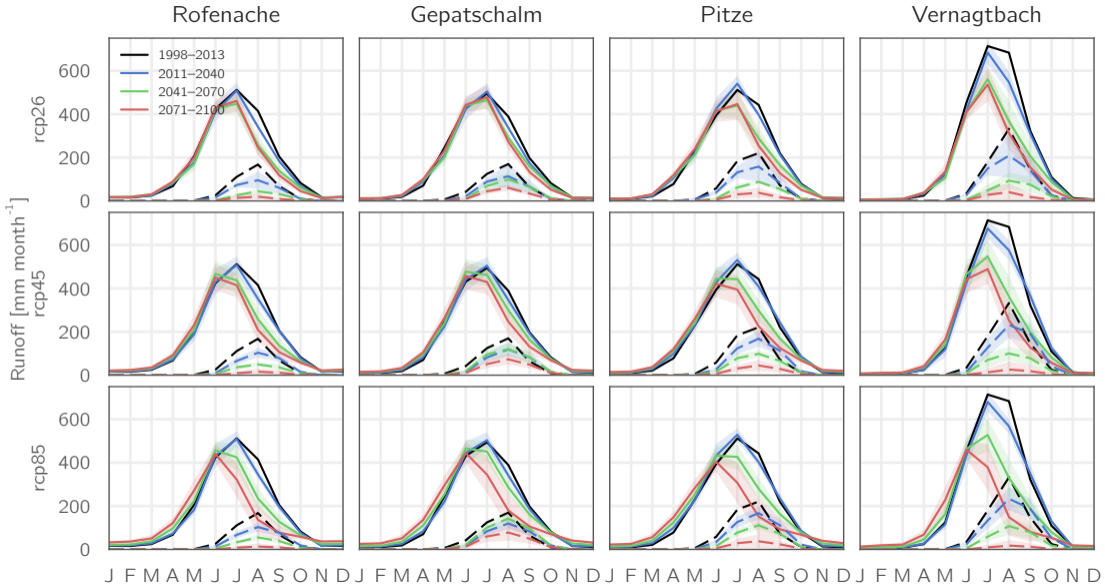 Rofenache Gepatschalm Pitze Vernagtbach
Runoff [mm month⁻¹]
rcp26
600
400
200
0
1998–2013
2011–2040
2041–2070
2071–2100
rcp45
600
400
200
0
rcp85
600
400
200
0
J F M A M J J A S O N D J F M A M J J A S O N D J F M A M J J A S O N D J F M A M J J A S O N D